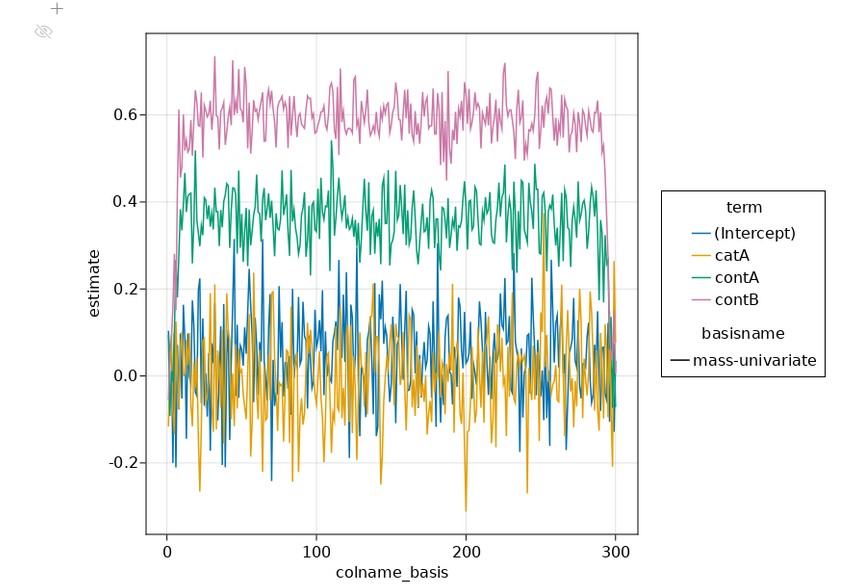 0.6
0.4
0.2
0.0
-0.2
estimate
0 100 200 300
colname_basis
term
(Intercept)
catA
contA
contB
basisname
mass-univariate